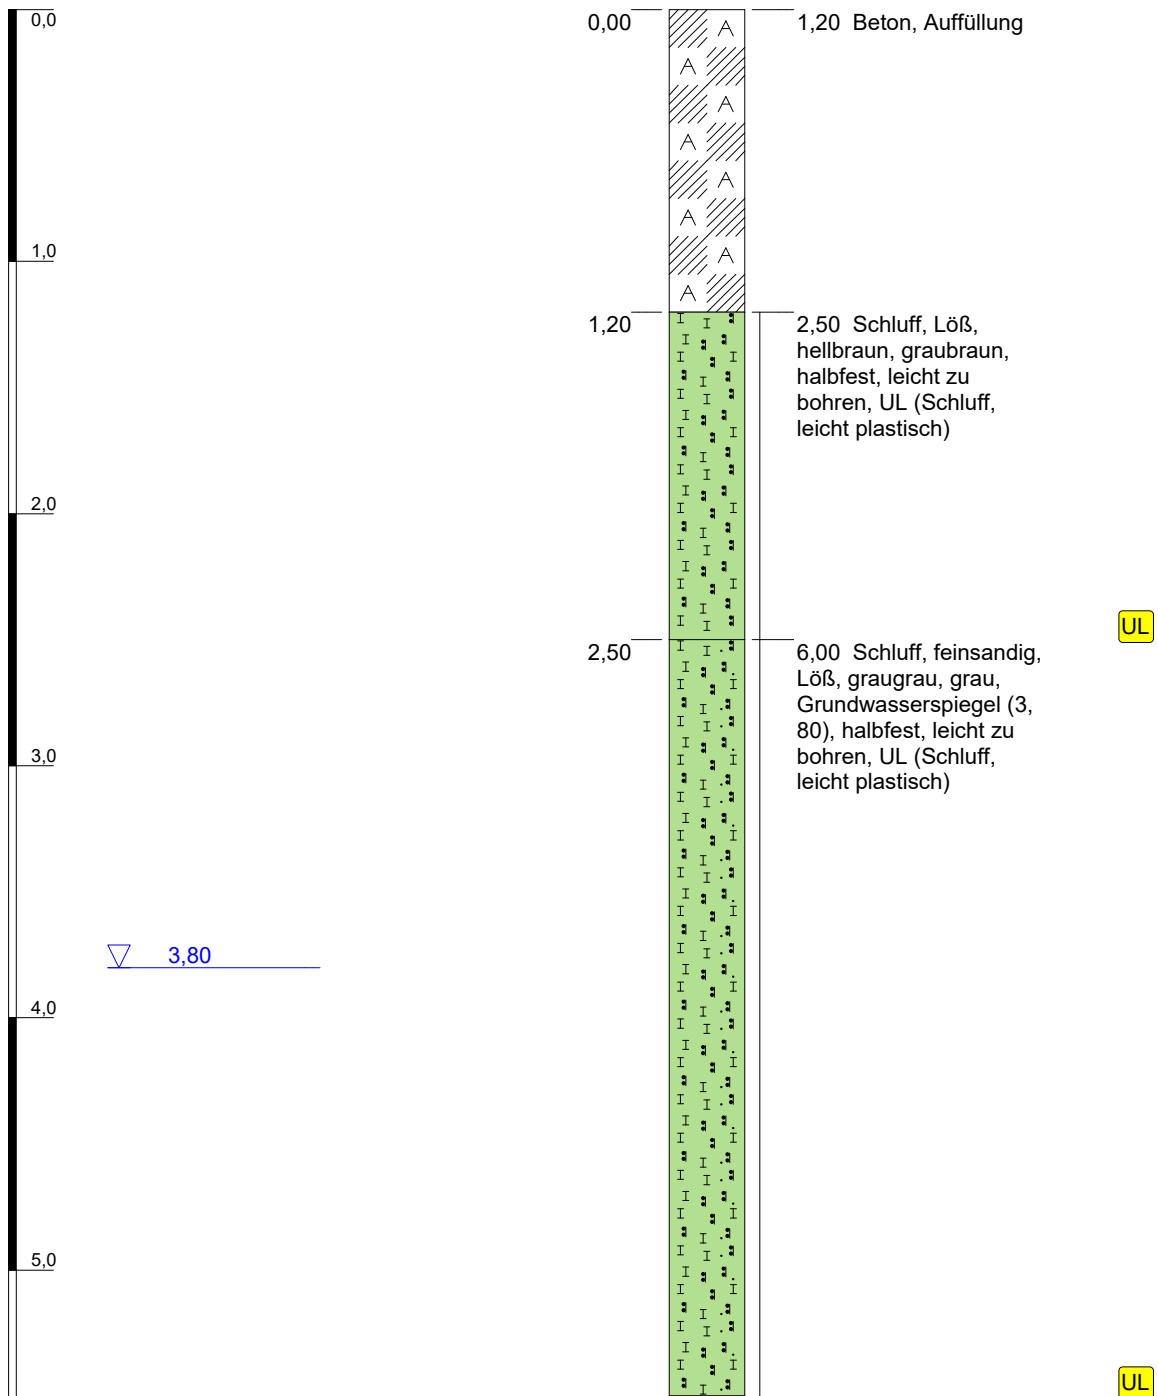 0,0
0,00
1,20 Beton, Auffüllung
A
A
A
A
A
A
A
A
1,0
1,20
2,50 Schluff, Löß,
hellbraun, graubraun,
halbfest, leicht zu
bohren, UL (Schluff,
leicht plastisch)
2,0
UL
2,50
6,00 Schluff, feinsandig,
Löß, graugrau, grau,
Grundwasserspiegel (3,
80), halbfest, leicht zu
bohren, UL (Schluff,
leicht plastisch)
3,0
3,80
4,0
5,0
UL